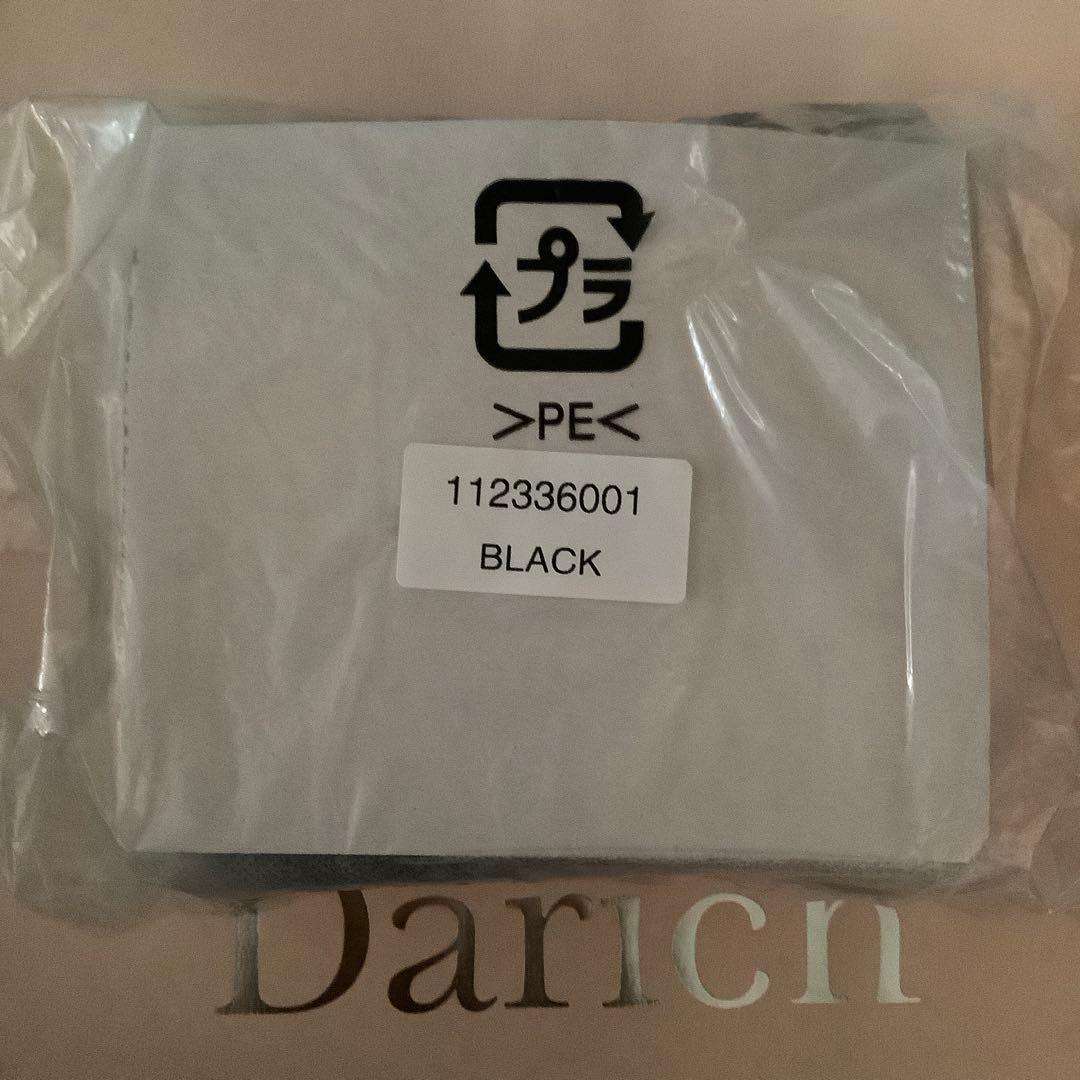 プラ
>PE<
112336001
BLACK
Darich